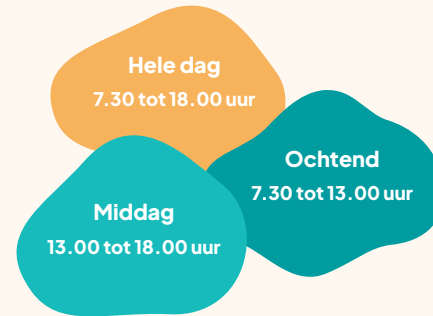 Hele dag
7.30 tot 18.00 uur
Ochtend
7.30 tot 13.00 uur
Middag
13.00 tot 18.00 uur